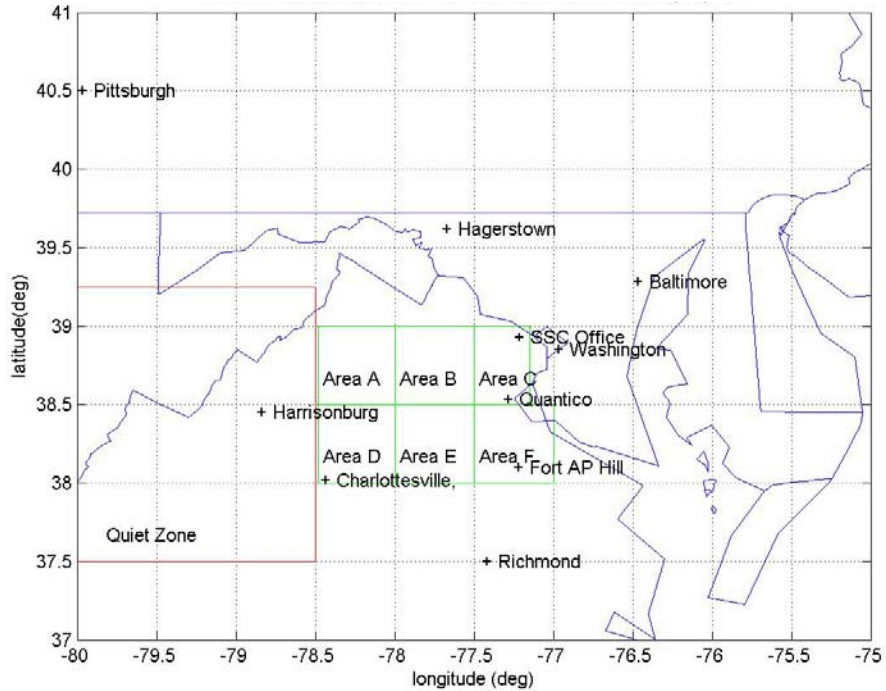 41
40.5
40
39.5
39
38.5
38
37.5
37
latitude(deg)
Pittsburgh
Hagerstown
Baltimore
SSC Office
Washington
Area A
Area B
Area C
Quantico
Harrisonburg
Area D
Area E
Area F
Fort AP Hill
Charlottesville,
Quiet Zone
Richmond
-80
-79.5
-79
-78.5
-78
-77.5
-77
-76.5
-76
-75.5
-75
longitude (deg)